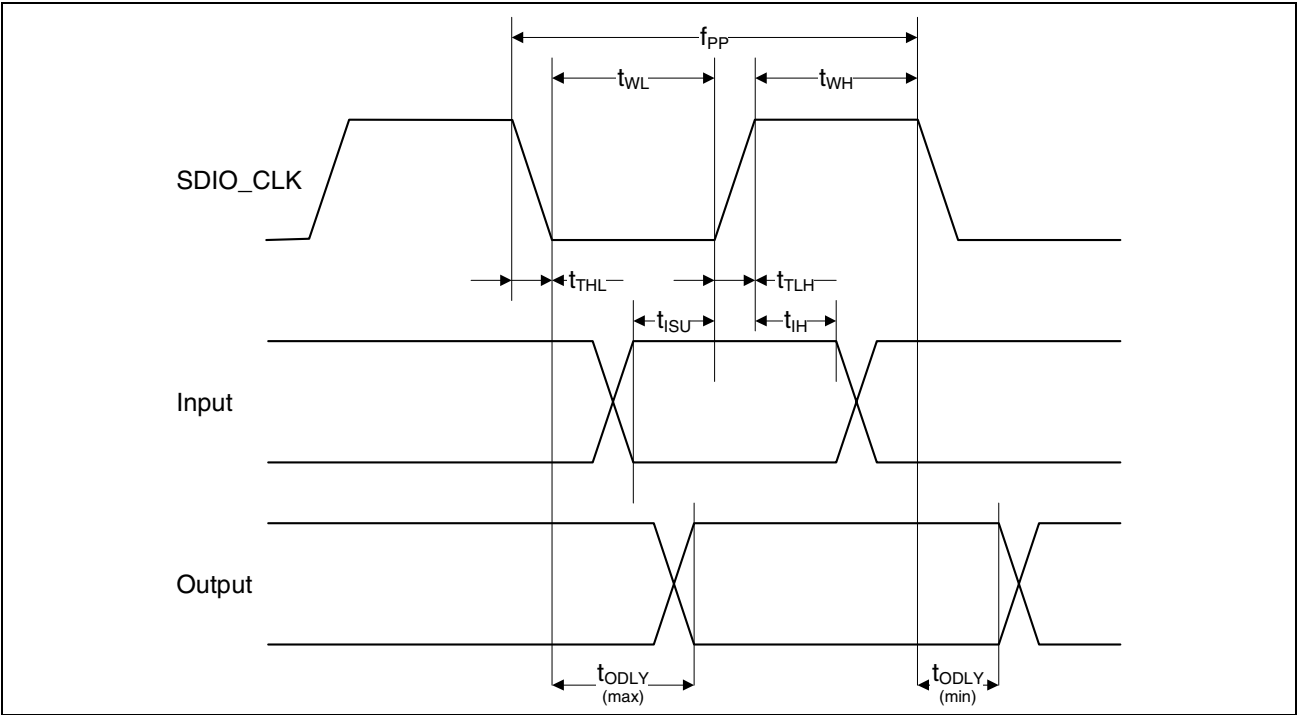 fPP
tWL
tWH
SDIO_CLK
tTHL
tTLH
tISU
tIH
Input
Output
tODLY
(max)
tODLY
(min)